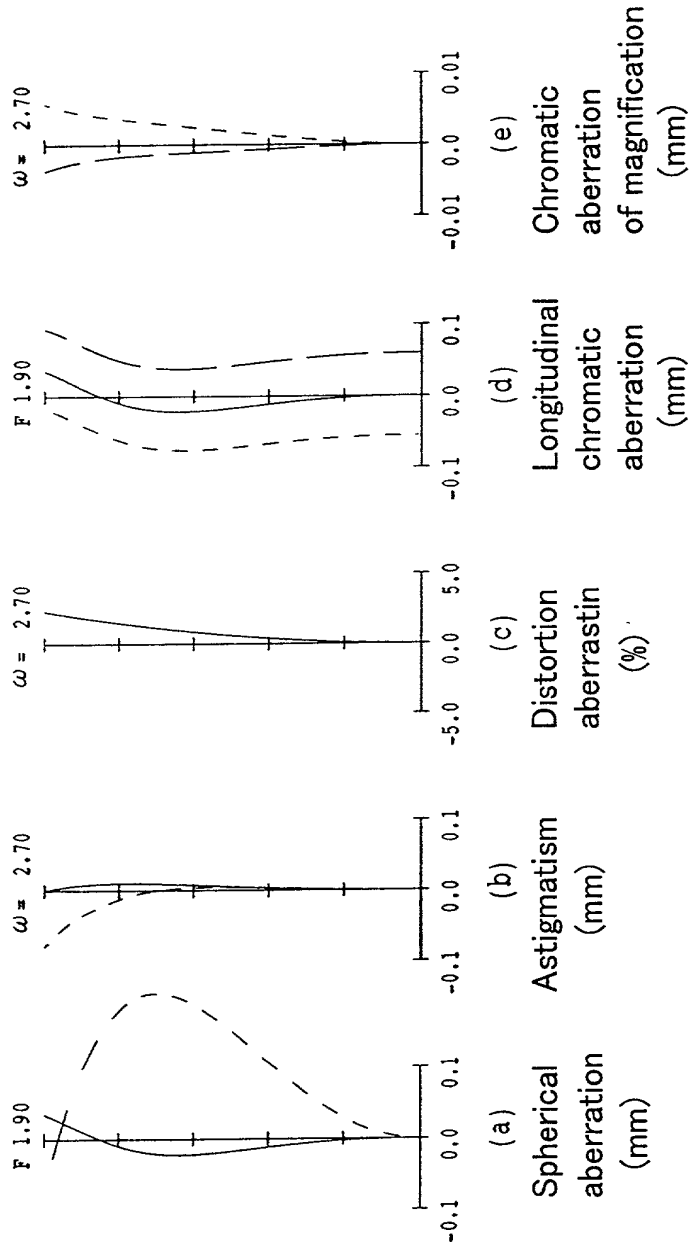 F 1.90
-0.1 0.0 0.1
(a)
Spherical
aberration
(mm)
ω= 2.70
-0.1 0.0 0.1
(b)
Astigmatism
(mm)
ω= 2.70
-5.0 0.0 5.0
(c)
Distortion
aberrastin
(%)
F 1.90
-0.1 0.0 0.1
(d)
Longitudinal
chromatic
aberration
(mm)
ω= 2.70
-0.01 0.0 0.01
(e)
Chromatic
aberration
of magnification
(mm)